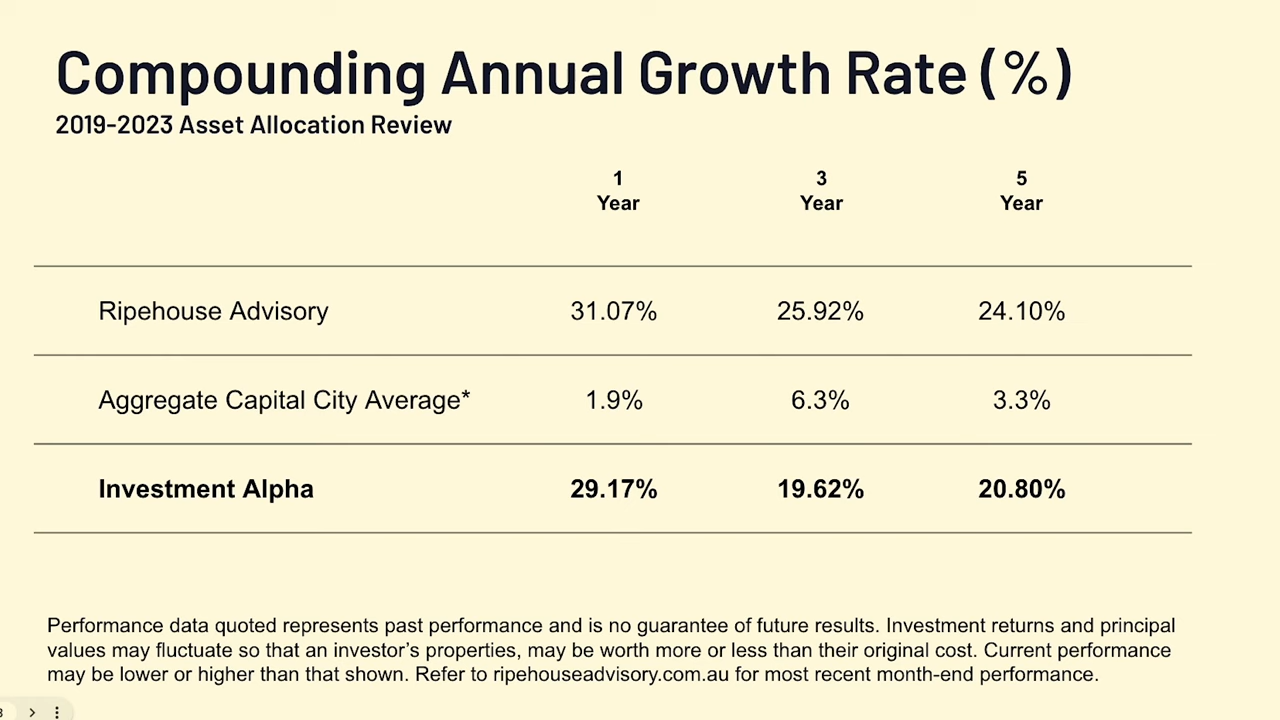 Compounding Annual Growth Rate (%)
2019-2023 Asset Allocation Review
1 3 5
Year Year Year
Ripehouse Advisory 31.07% 25.92% 24.10%
Aggregate Capital City Average* 1.9% 6.3% 3.3%
Investment Alpha 29.17% 19.62% 20.80%
Performance data quoted represents past performance and is no guarantee of future results. Investment returns and principal
values may fluctuate so that an investor’s properties, may be worth more or less than their original cost. Current performance
may be lower or higher than that shown. Refer to ripehouseadvisory.com.au for most recent month-end performance.